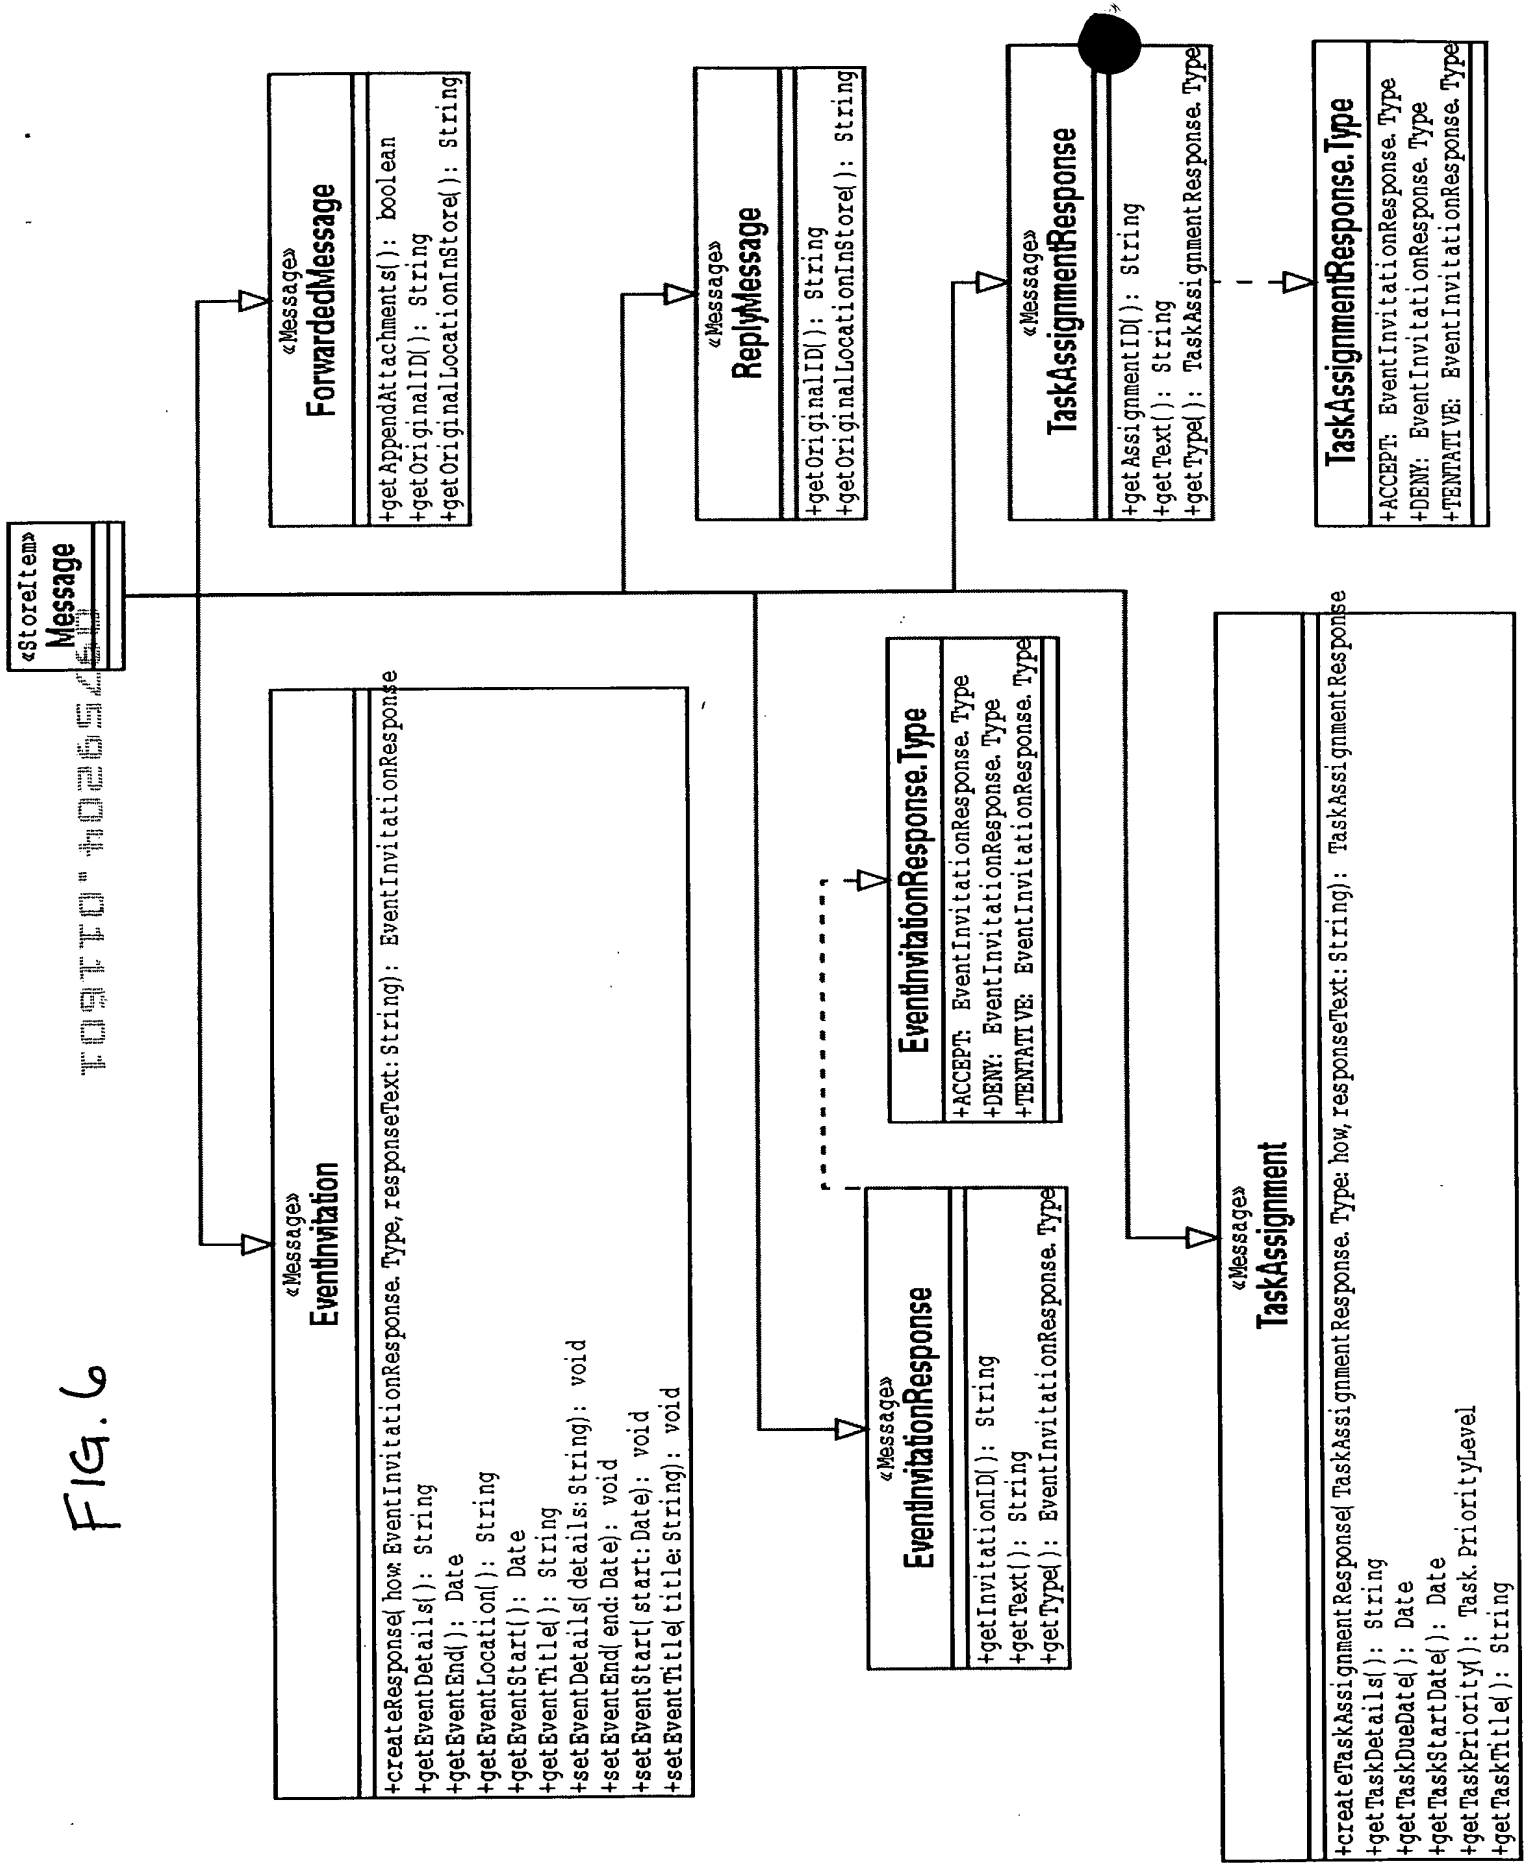 FIG. 6
09759204.011601
«StoreItem»
Message
«Message»
EventInvitation
+createResponse(how:EventInvitationResponse.Type,responseText:String): EventInvitationResponse
+getEventDetails(): String
+getEventEnd(): Date
+getEventLocation(): String
+getEventStart(): Date
+getEventTitle(): String
+setEventDetails(details:String): void
+setEventEnd(end:Date): void
+setEventStart(start:Date): void
+setEventTitle(title:String): void
«Message»
ForwardedMessage
+getAppendAttachments(): boolean
+getOriginalID(): String
+getOriginalLocationInStore(): String
«Message»
ReplyMessage
+getOriginalID(): String
+getOriginalLocationInStore(): String
«Message»
EventInvitationResponse
+getInvitationID(): String
+getText(): String
+getType(): EventInvitationResponse.Type
EventInvitationResponse.Type
+ACCEPT: EventInvitationResponse.Type
+DENY: EventInvitationResponse.Type
+TENTATIVE: EventInvitationResponse.Type
«Message»
TaskAssignmentResponse
+getAssignmentID(): String
+getText(): String
+getType(): TaskAssignmentResponse.Type
«Message»
TaskAssignment
+createTaskAssignmentResponse(TaskAssignmentResponse.Type:how,responseText:String): TaskAssignmentResponse
+getTaskDetails(): String
+getTaskDueDate(): Date
+getTaskStartDate(): Date
+getTaskPriority(): Task.PriorityLevel
+getTaskTitle(): String
TaskAssignmentResponse.Type
+ACCEPT: EventInvitationResponse.Type
+DENY: EventInvitationResponse.Type
+TENTATIVE: EventInvitationResponse.Type